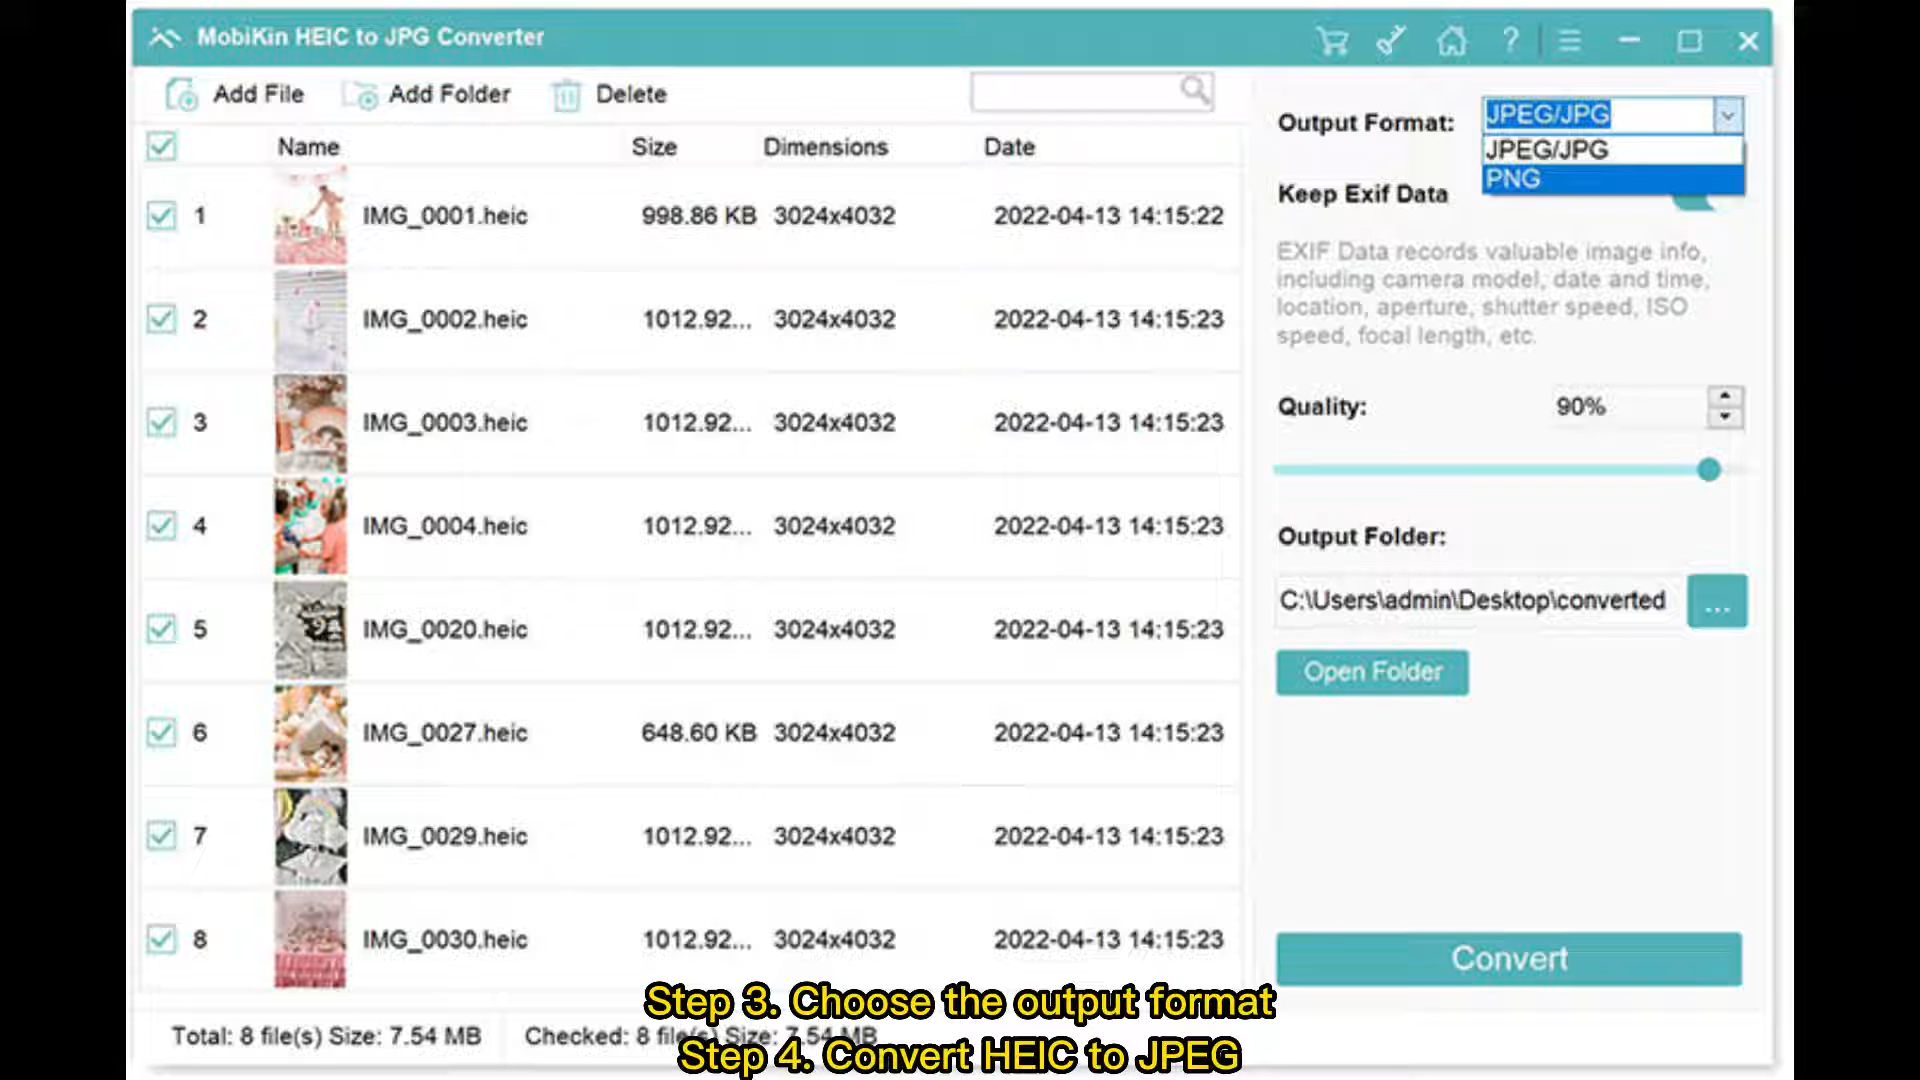 MobiKin HEIC to JPG Converter
Add File Add Folder Delete
Output Format: JPEG/JPG
JPEG/JPG
PNG
Name Size Dimensions Date
Keep Exif Data
1 IMG_0001.heic 998.86 KB 3024x4032 2022-04-13 14:15:22
EXIF Data records valuable image info,
including camera model, date and time,
location, aperture, shutter speed, ISO
speed, focal length, etc.
2 IMG_0002.heic 1012.92... 3024x4032 2022-04-13 14:15:23
3 IMG_0003.heic 1012.92... 3024x4032 2022-04-13 14:15:23
Quality: 90%
4 IMG_0004.heic 1012.92... 3024x4032 2022-04-13 14:15:23
Output Folder:
C:\Users\admin\Desktop\converted ...
5 IMG_0020.heic 1012.92... 3024x4032 2022-04-13 14:15:23
Open Folder
6 IMG_0027.heic 648.60 KB 3024x4032 2022-04-13 14:15:23
7 IMG_0029.heic 1012.92... 3024x4032 2022-04-13 14:15:23
8 IMG_0030.heic 1012.92... 3024x4032 2022-04-13 14:15:23
Convert
Total: 8 file(s) Size: 7.54 MB Checked: 8 file(s) Size: 7.54 MB
Step 3. Choose the output format
Step 4. Convert HEIC to JPEG